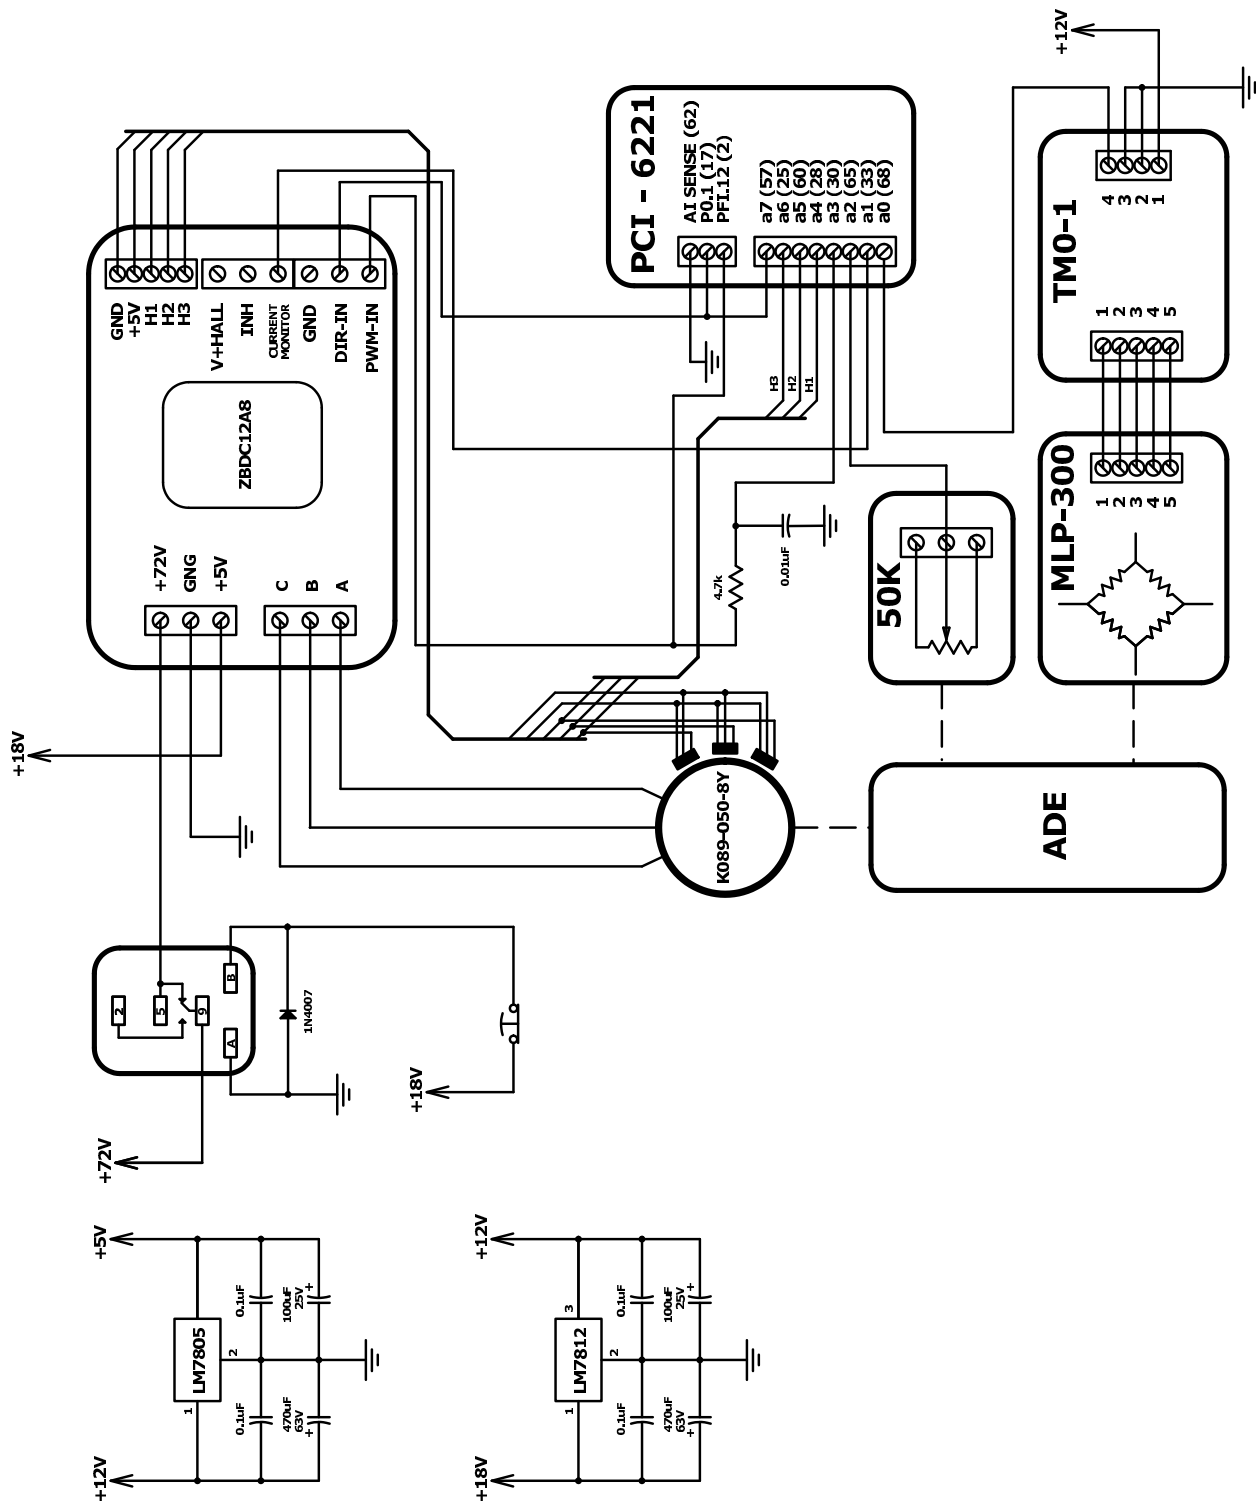 +12V
PCI - 6221
AI SENSE (62)
P0.1 (17)
PFI.12 (2)
a7 (57)
a6 (25)
a5 (60)
a4 (28)
a3 (30)
a2 (65)
a1 (33)
a0 (68)
TM0-1
4
3
2
1
1
2
3
4
5
GND
+5V
H1
H2
H3
V+HALL
INH
CURRENT
MONITOR
GND
DIR-IN
PWM-IN
ZBDC12A8
+72V
GNG
+5V
C
B
A
H3
H2
H1
MLP-300
1
2
3
4
5
50K
4.7k
0.01uF
+18V
K089-050-8Y
ADE
2
5
9
A
B
1N4007
+18V
+72V
+5V
LM7805
1
2
0.1uF
100uF
25V
+
0.1uF
470uF
63V
+
+12V
+12V
LM7812
3
1
2
0.1uF
100uF
25V
+
0.1uF
470uF
63V
+
+18V